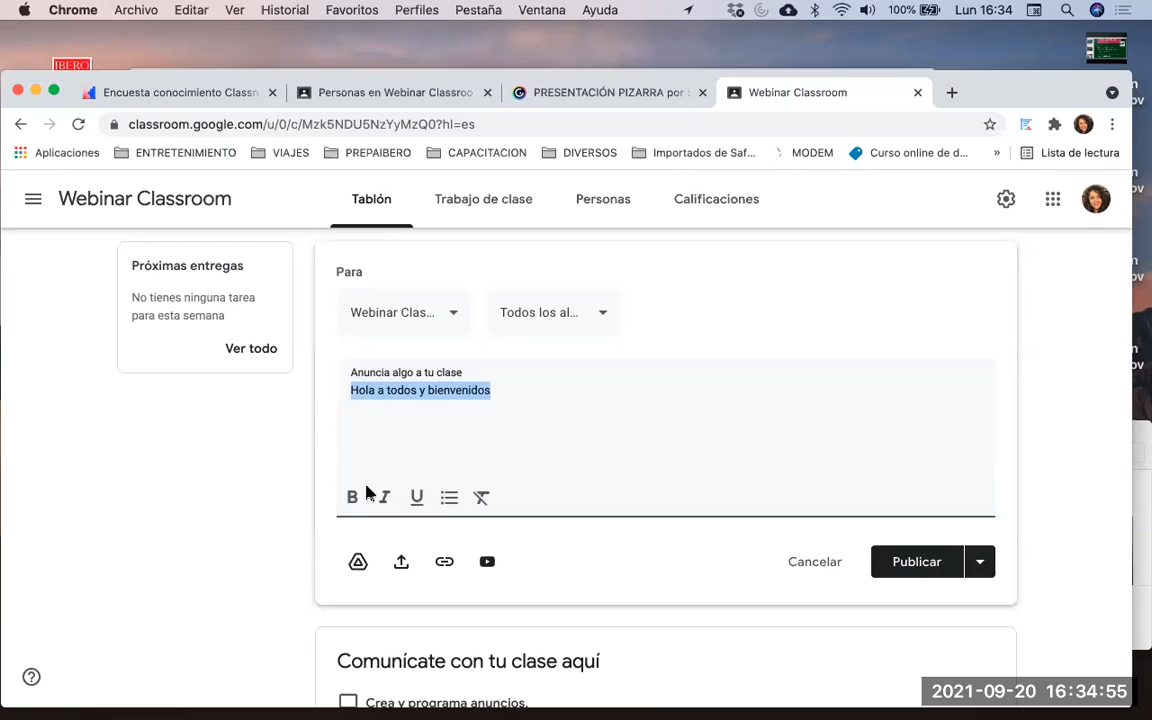 Chrome Archivo Editar Ver Historial Favoritos Perfiles Pestaña Ventana Ayuda 100% Lun 16:34
IBERO
Encuesta conocimiento Classr Personas en Webinar Classroo PRESENTACIÓN PIZARRA por Webinar Classroom
classroom.google.com/u/0/c/Mzk5NDU5NzYyMzQ0?hl=es
Aplicaciones ENTRETENIMIENTO VIAJES PREPAIBERO CAPACITACION DIVERSOS Importados de Saf... MODEM Curso online de d... » Lista de lectura
Webinar Classroom Tablón Trabajo de clase Personas Calificaciones
Próximas entregas
No tienes ninguna tarea
para esta semana
Ver todo
Para
Webinar Clas... Todos los al...
Anuncia algo a tu clase
Hola a todos y bienvenidos
B I U
Cancelar Publicar
Comunícate con tu clase aquí
Crea y programa anuncios.
2021-09-20 16:34:55